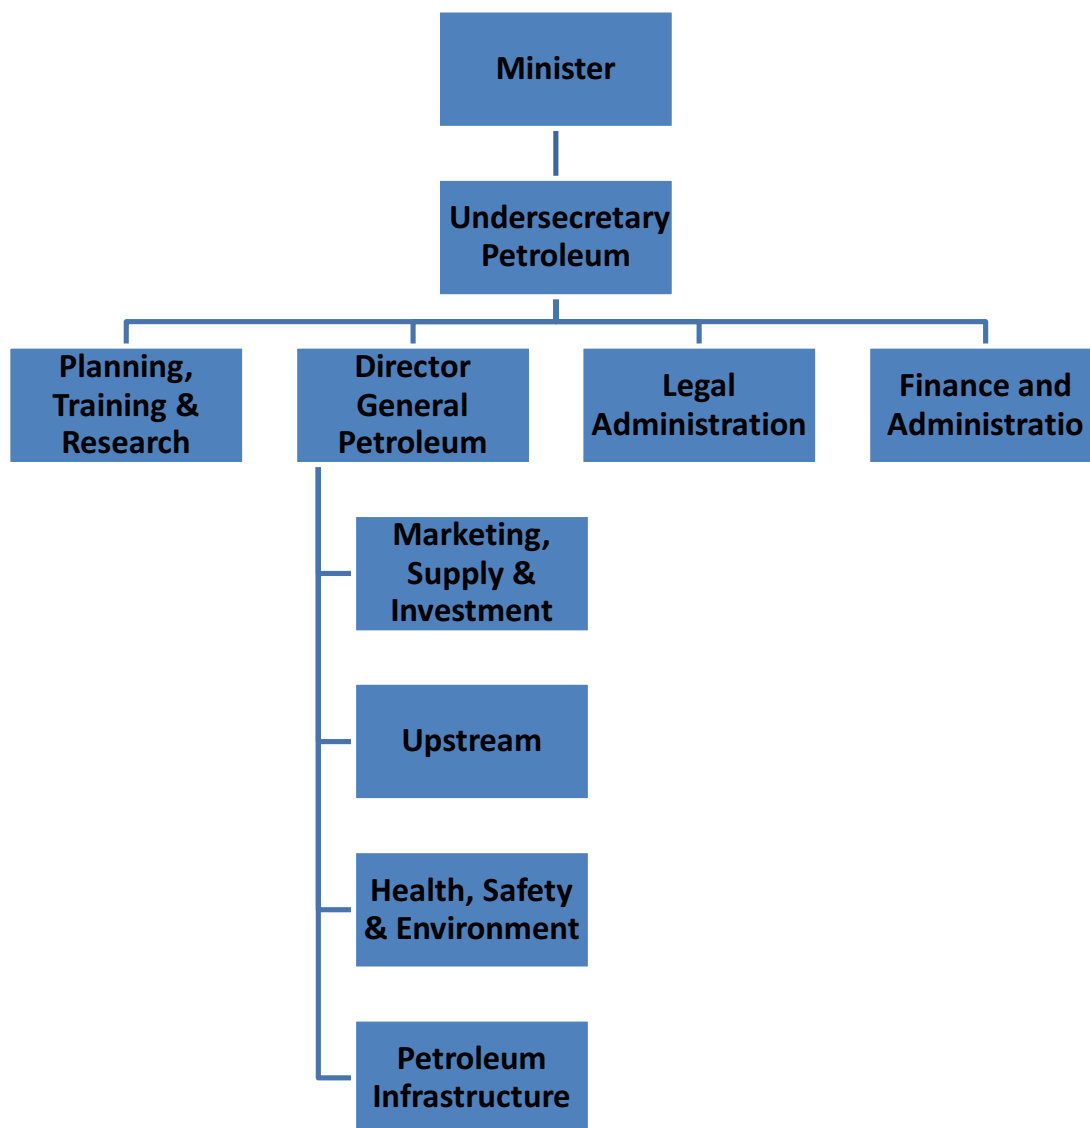 Minister
Undersecretary
Petroleum
Planning,
Training &
Research
Director
General
Petroleum
Legal
Administration
Finance and
Administratio
Marketing,
Supply &
Investment
Upstream
Health, Safety
& Environment
Petroleum
Infrastructure